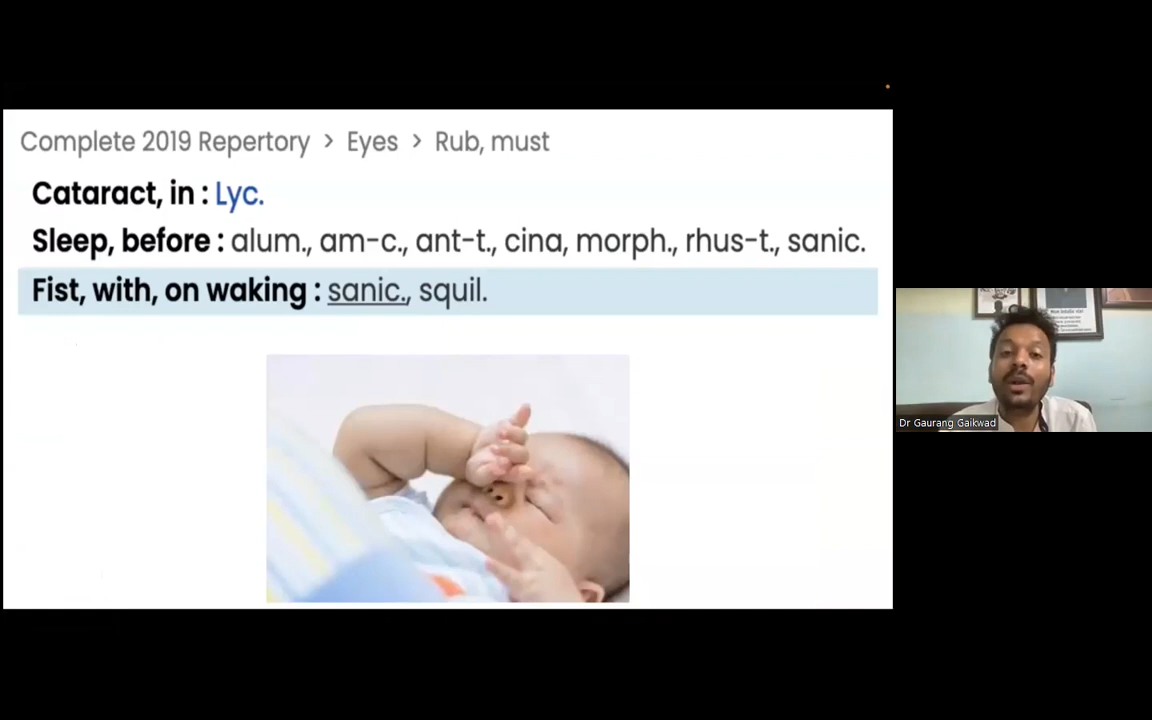 Complete 2019 Repertory > Eyes > Rub, must
Cataract, in : Lyc.
Sleep, before : alum., am-c., ant-t., cina, morph., rhus-t., sanic.
Fist, with, on waking : sanic., squil.
Dr Gaurang Gaikwad